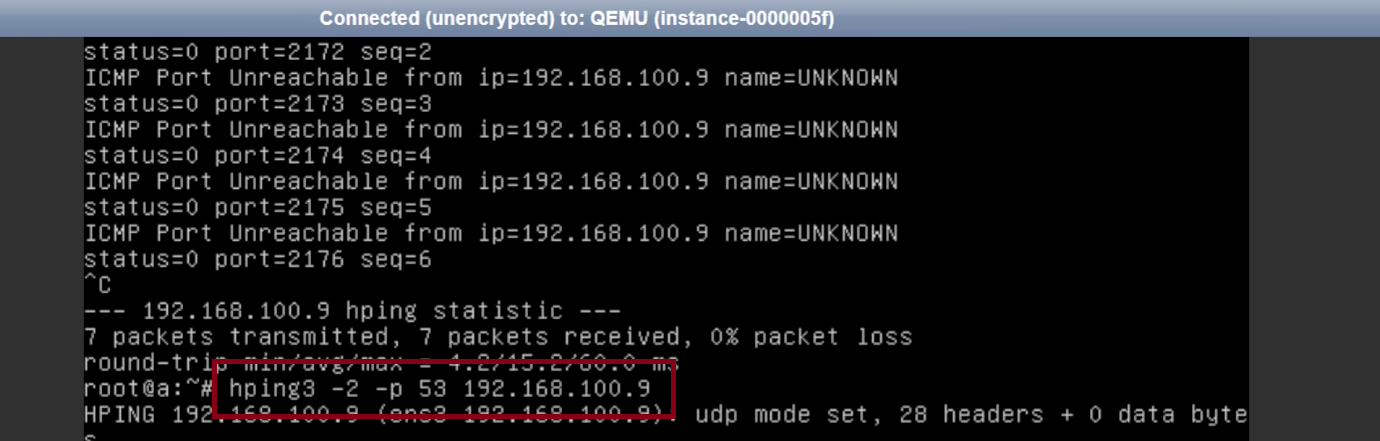 Connected (unencrypted) to: QEMU (instance-0000005f)
status=0 port=2172 seq=2
ICMP Port Unreachable from ip=192.168.100.9 name=UNKNOWN
status=0 port=2173 seq=3
ICMP Port Unreachable from ip=192.168.100.9 name=UNKNOWN
status=0 port=2174 seq=4
ICMP Port Unreachable from ip=192.168.100.9 name=UNKNOWN
status=0 port=2175 seq=5
ICMP Port Unreachable from ip=192.168.100.9 name=UNKNOWN
status=0 port=2176 seq=6
^C
--- 192.168.100.9 hping statistic ---
7 packets transmitted, 7 packets received, 0% packet loss
round-trip min/avg/max = 4.2/15.2/60.0 ms
root@a:~# hping3 -2 -p 53 192.168.100.9
HPING 192.168.100.9 (ens3 192.168.100.9): udp mode set, 28 headers + 0 data byte
s